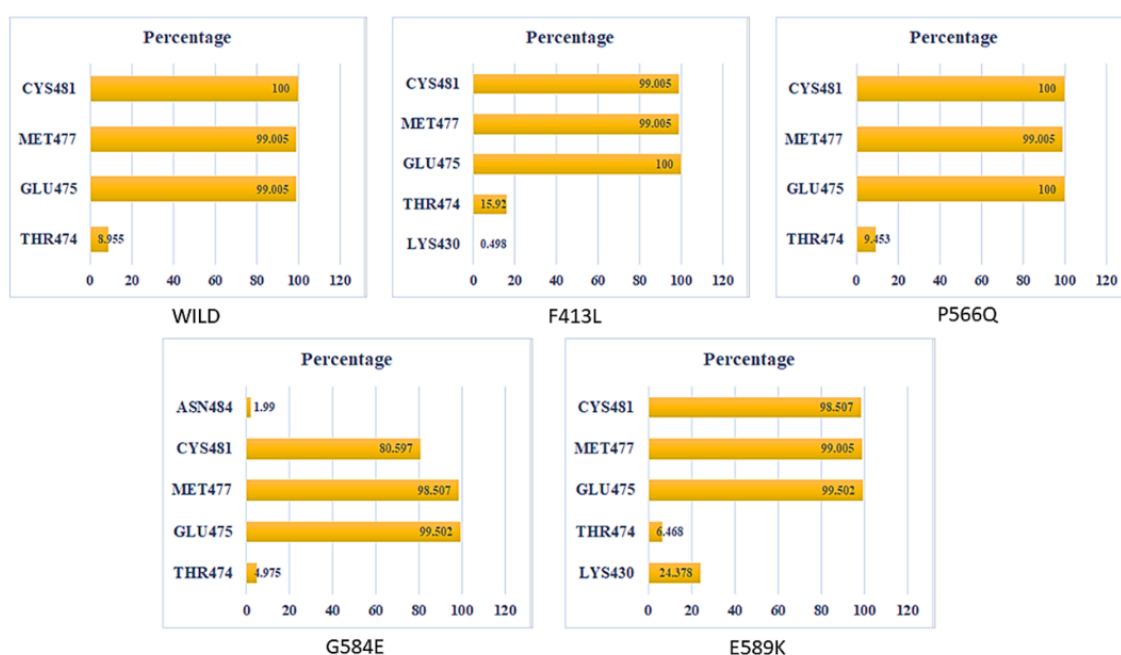 Percentage
CYS481 100
MET477 99.005
GLU475 99.005
THR474 8.955
0 20 40 60 80 100 120
WILD
Percentage
CYS481 99.005
MET477 99.005
GLU475 100
THR474 15.92
LYS430 0.498
0 20 40 60 80 100 120
F413L
Percentage
CYS481 100
MET477 99.005
GLU475 100
THR474 9.453
0 20 40 60 80 100 120
P566Q
Percentage
ASN484 1.99
CYS481 80.597
MET477 98.507
GLU475 99.502
THR474 4.975
0 20 40 60 80 100 120
G584E
Percentage
CYS481 98.507
MET477 99.005
GLU475 99.502
THR474 6.468
LYS430 24.378
0 20 40 60 80 100 120
E589K